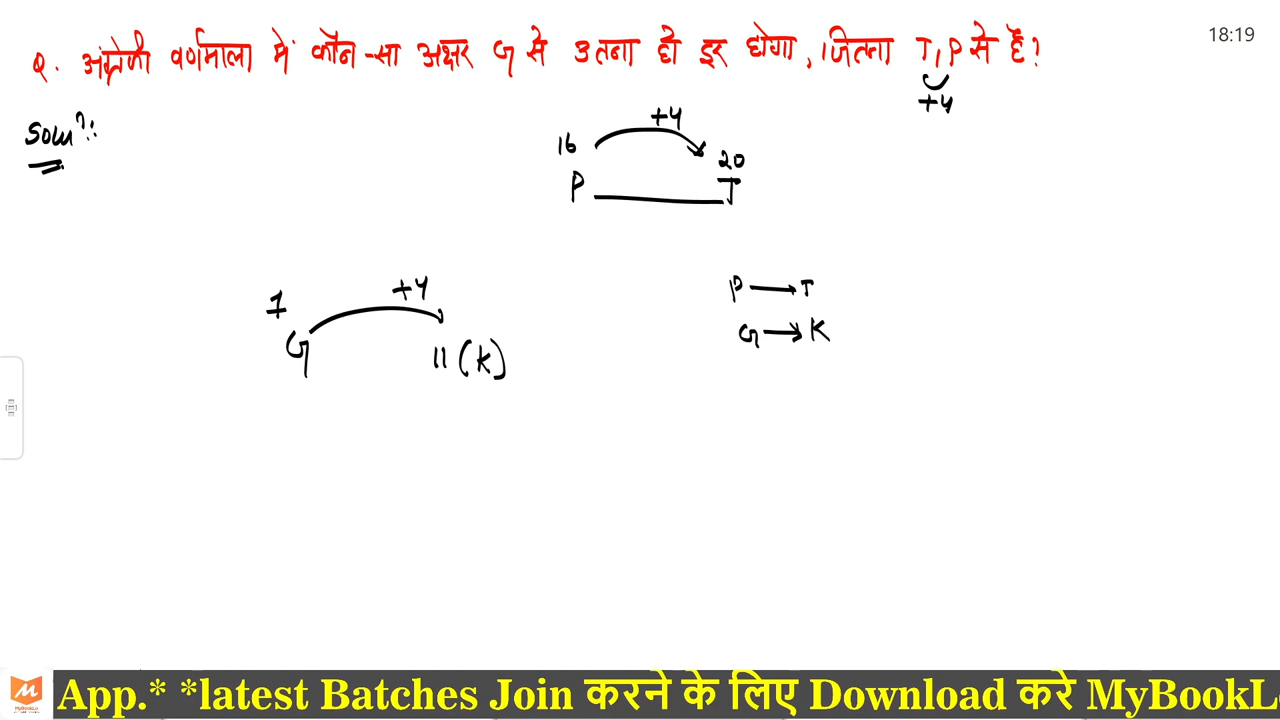 18:19
Q. अंग्रेजी वर्णमाला में कौन-सा अक्षर G से उतना ही दूर होगा, जितना T, P से है?
+4
Soln:
+4
16 20
P T
+4
7
G 11 (K)
P → T
G → K
App.* *latest Batches Join करने के लिए Download करे MyBookL